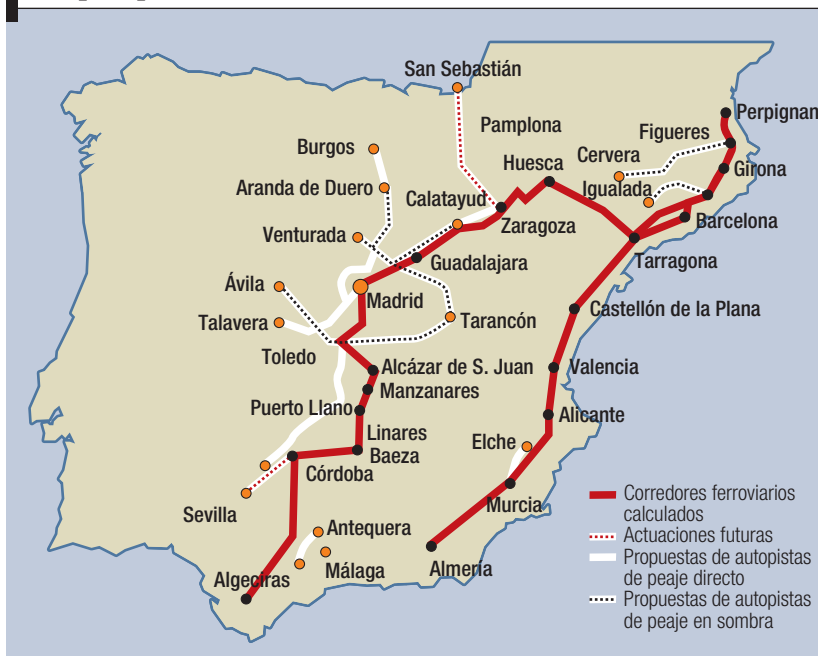 San Sebastián
Perpignan
Pamplona
Figueres
Burgos
Cervera
Huesca
Girona
Aranda de Duero
Calatayud
Igualada
Zaragoza
Barcelona
Venturada
Guadalajara
Tarragona
Ávila
Madrid
Castellón de la Plana
Talavera
Tarancón
Toledo
Alcázar de S. Juan
Valencia
Manzanares
Puerto Llano
Alicante
Linares
Elche
Baeza
Córdoba
Murcia
Sevilla
Antequera
Málaga
Almería
Algeciras
Corredores ferroviarios
calculados
Actuaciones futuras
Propuestas de autopistas
de peaje directo
Propuestas de autopistas
de peaje en sombra